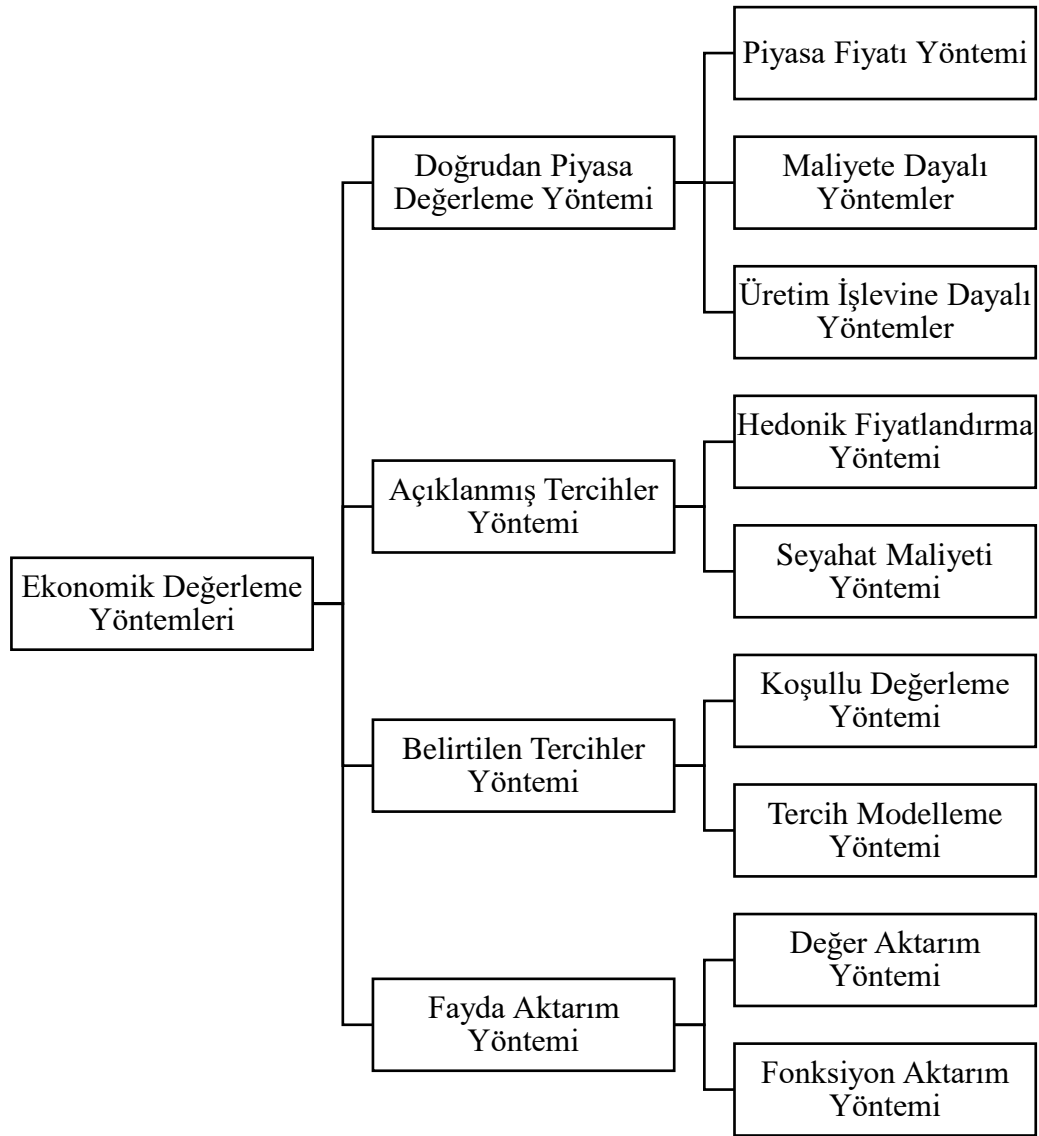 Ekonomik Değerleme
Yöntemleri
Doğrudan Piyasa
Değerleme Yöntemi
Piyasa Fiyatı Yöntemi
Maliyete Dayalı
Yöntemler
Üretim İşlevine Dayalı
Yöntemler
Açıklanmış Tercihler
Yöntemi
Hedonik Fiyatlandırma
Yöntemi
Seyahat Maliyeti
Yöntemi
Belirtilen Tercihler
Yöntemi
Koşullu Değerleme
Yöntemi
Tercih Modelleme
Yöntemi
Fayda Aktarım
Yöntemi
Değer Aktarım
Yöntemi
Fonksiyon Aktarım
Yöntemi